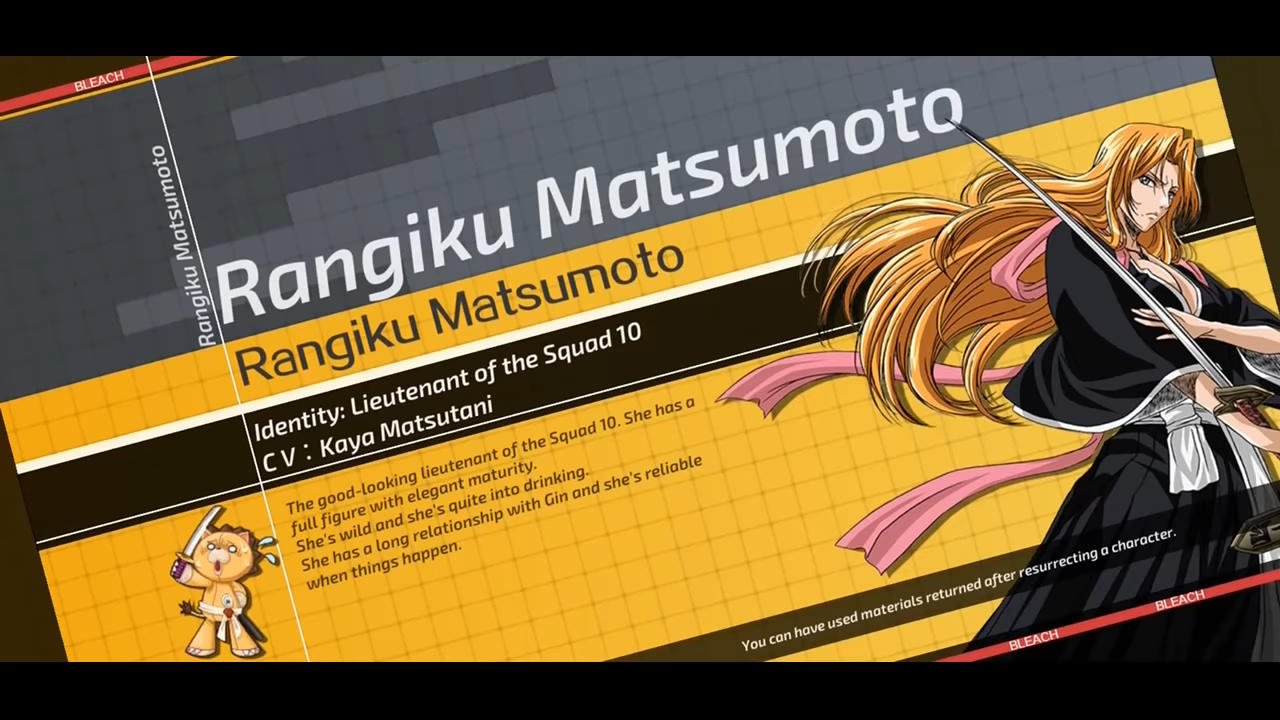 BLEACH
Rangiku Matsumoto
Rangiku Matsumoto
Rangiku Matsumoto
Identity: Lieutenant of the Squad 10
CV : Kaya Matsutani
The good-looking lieutenant of the Squad 10. She has a
full figure with elegant maturity.
She's wild and she's quite into drinking.
She has a long relationship with Gin and she's reliable
when things happen.
You can have used materials returned after resurrecting a character.
BLEACH
BLEACH